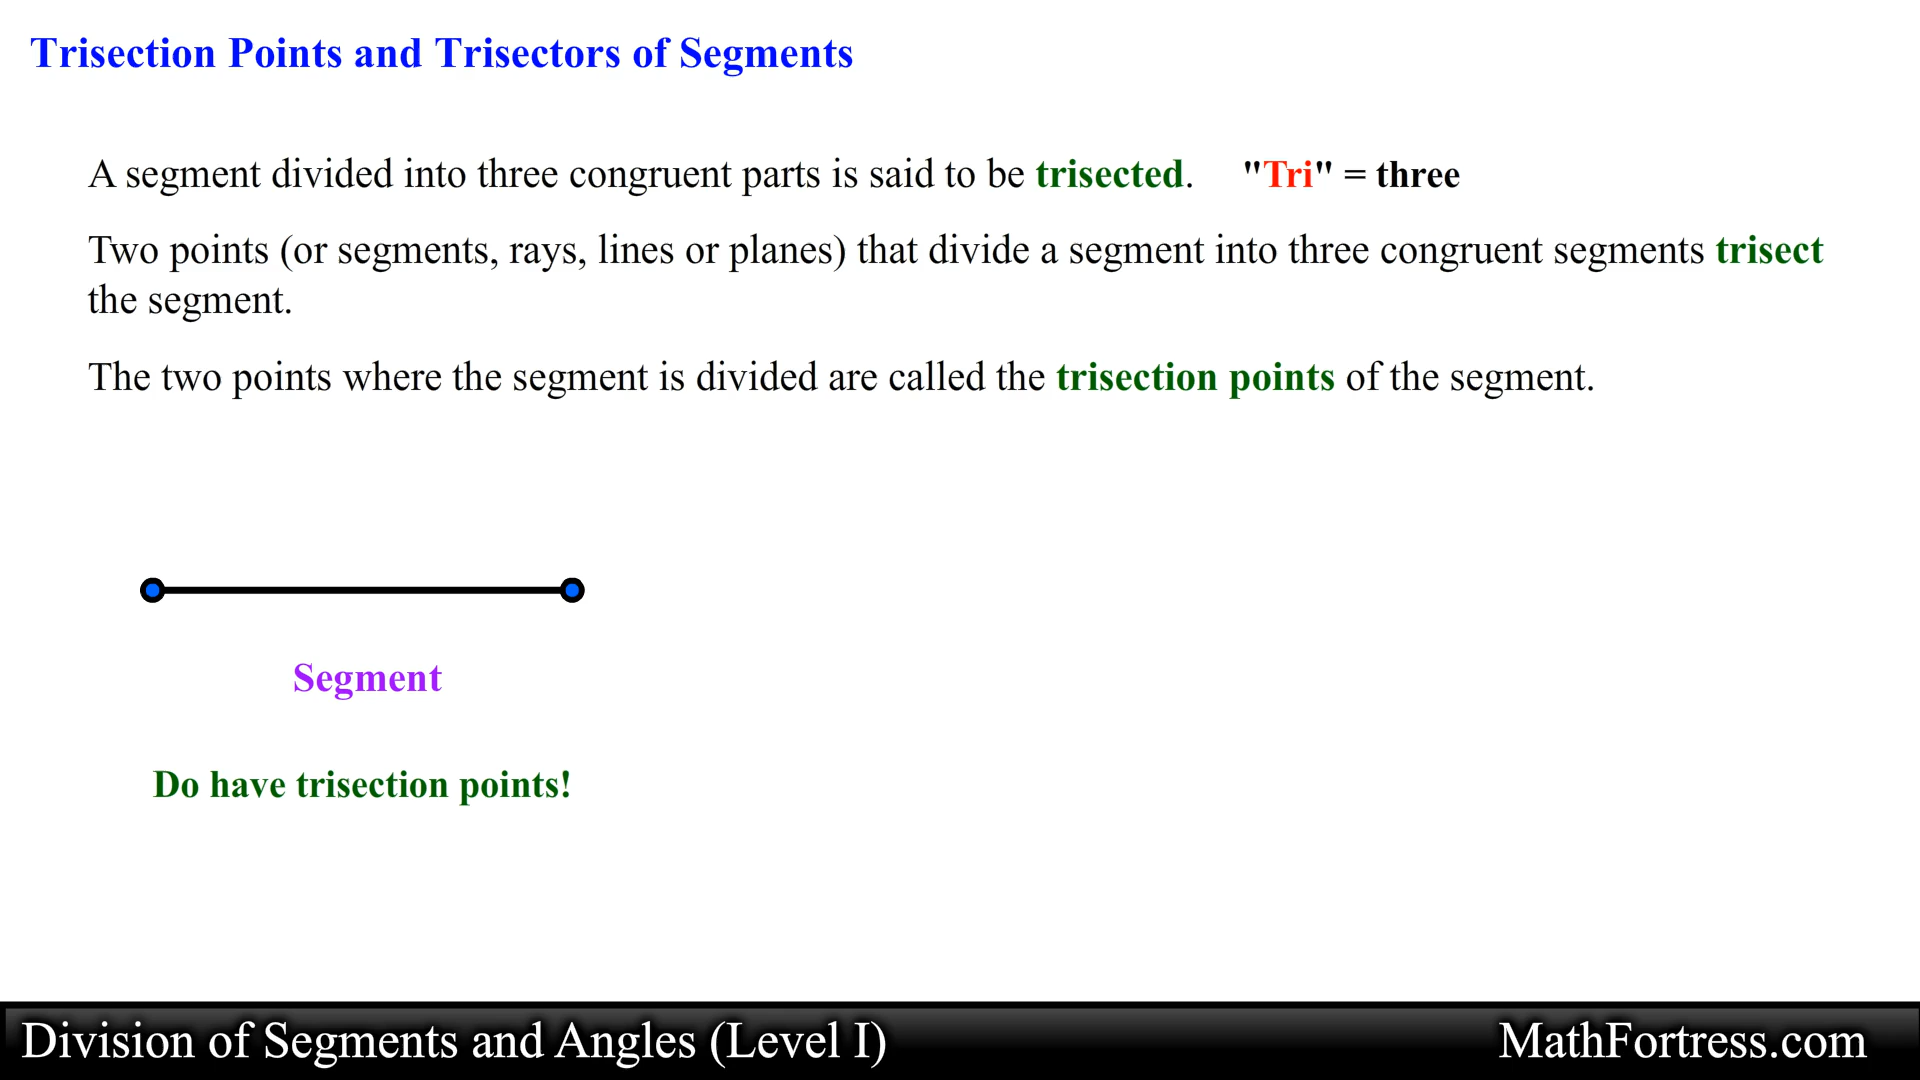 Trisection Points and Trisectors of Segments
A segment divided into three congruent parts is said to be trisected. "Tri" = three
Two points (or segments, rays, lines or planes) that divide a segment into three congruent segments trisect
the segment.
The two points where the segment is divided are called the trisection points of the segment.
Segment
Do have trisection points!
Division of Segments and Angles (Level I) MathFortress.com